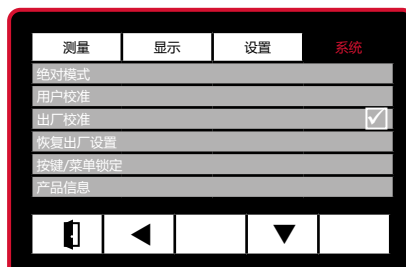 测量 显示 设置 系统
绝对模式
用户校准
出厂校准
恢复出厂设置
按键/菜单锁定
产品信息